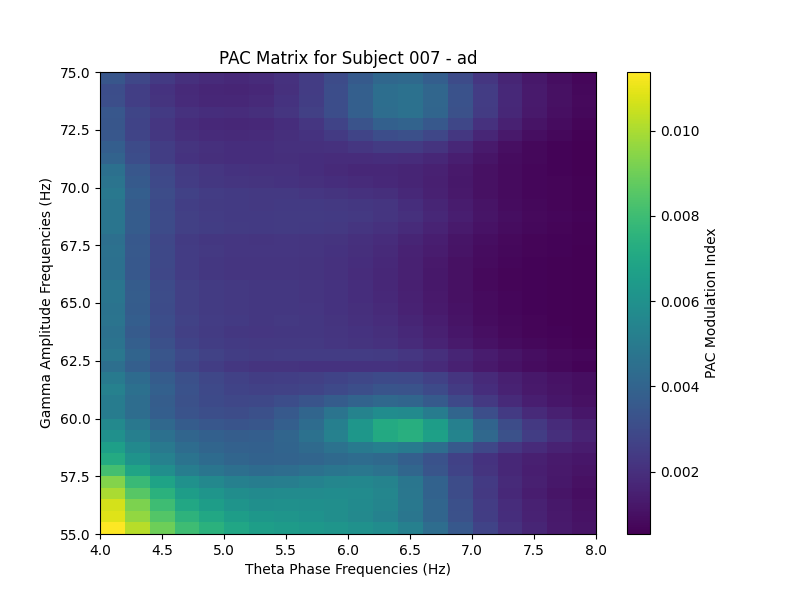 PAC Matrix for Subject 007 - ad
75.0
72.5
70.0
67.5
65.0
62.5
60.0
57.5
55.0
Gamma Amplitude Frequencies (Hz)
4.0 4.5 5.0 5.5 6.0 6.5 7.0 7.5 8.0
Theta Phase Frequencies (Hz)
0.010
0.008
0.006
0.004
0.002
PAC Modulation Index